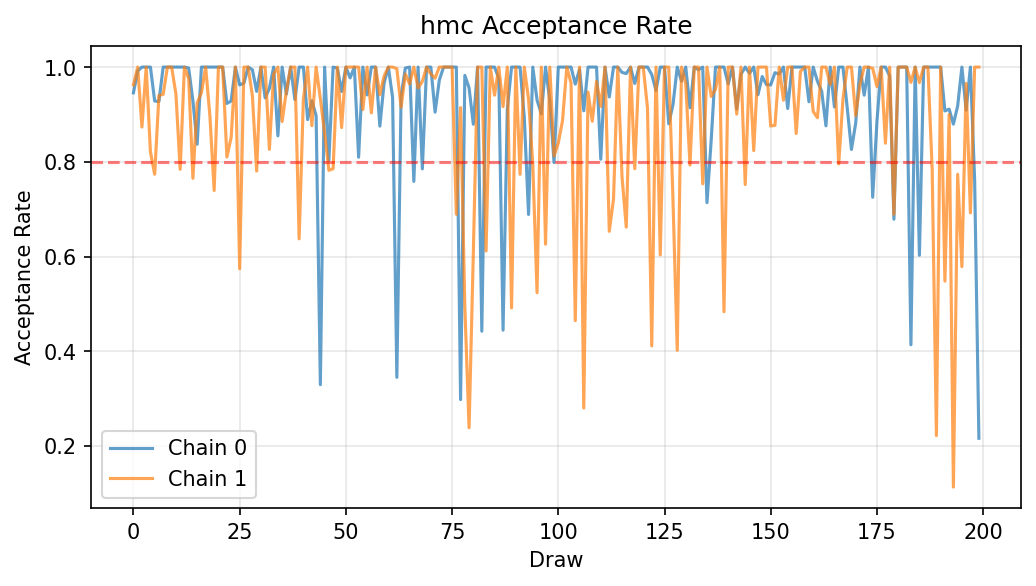 hmc Acceptance Rate
Acceptance Rate
1.0
0.8
0.6
0.4
0.2
Chain 0
Chain 1
0 25 50 75 100 125 150 175 200
Draw